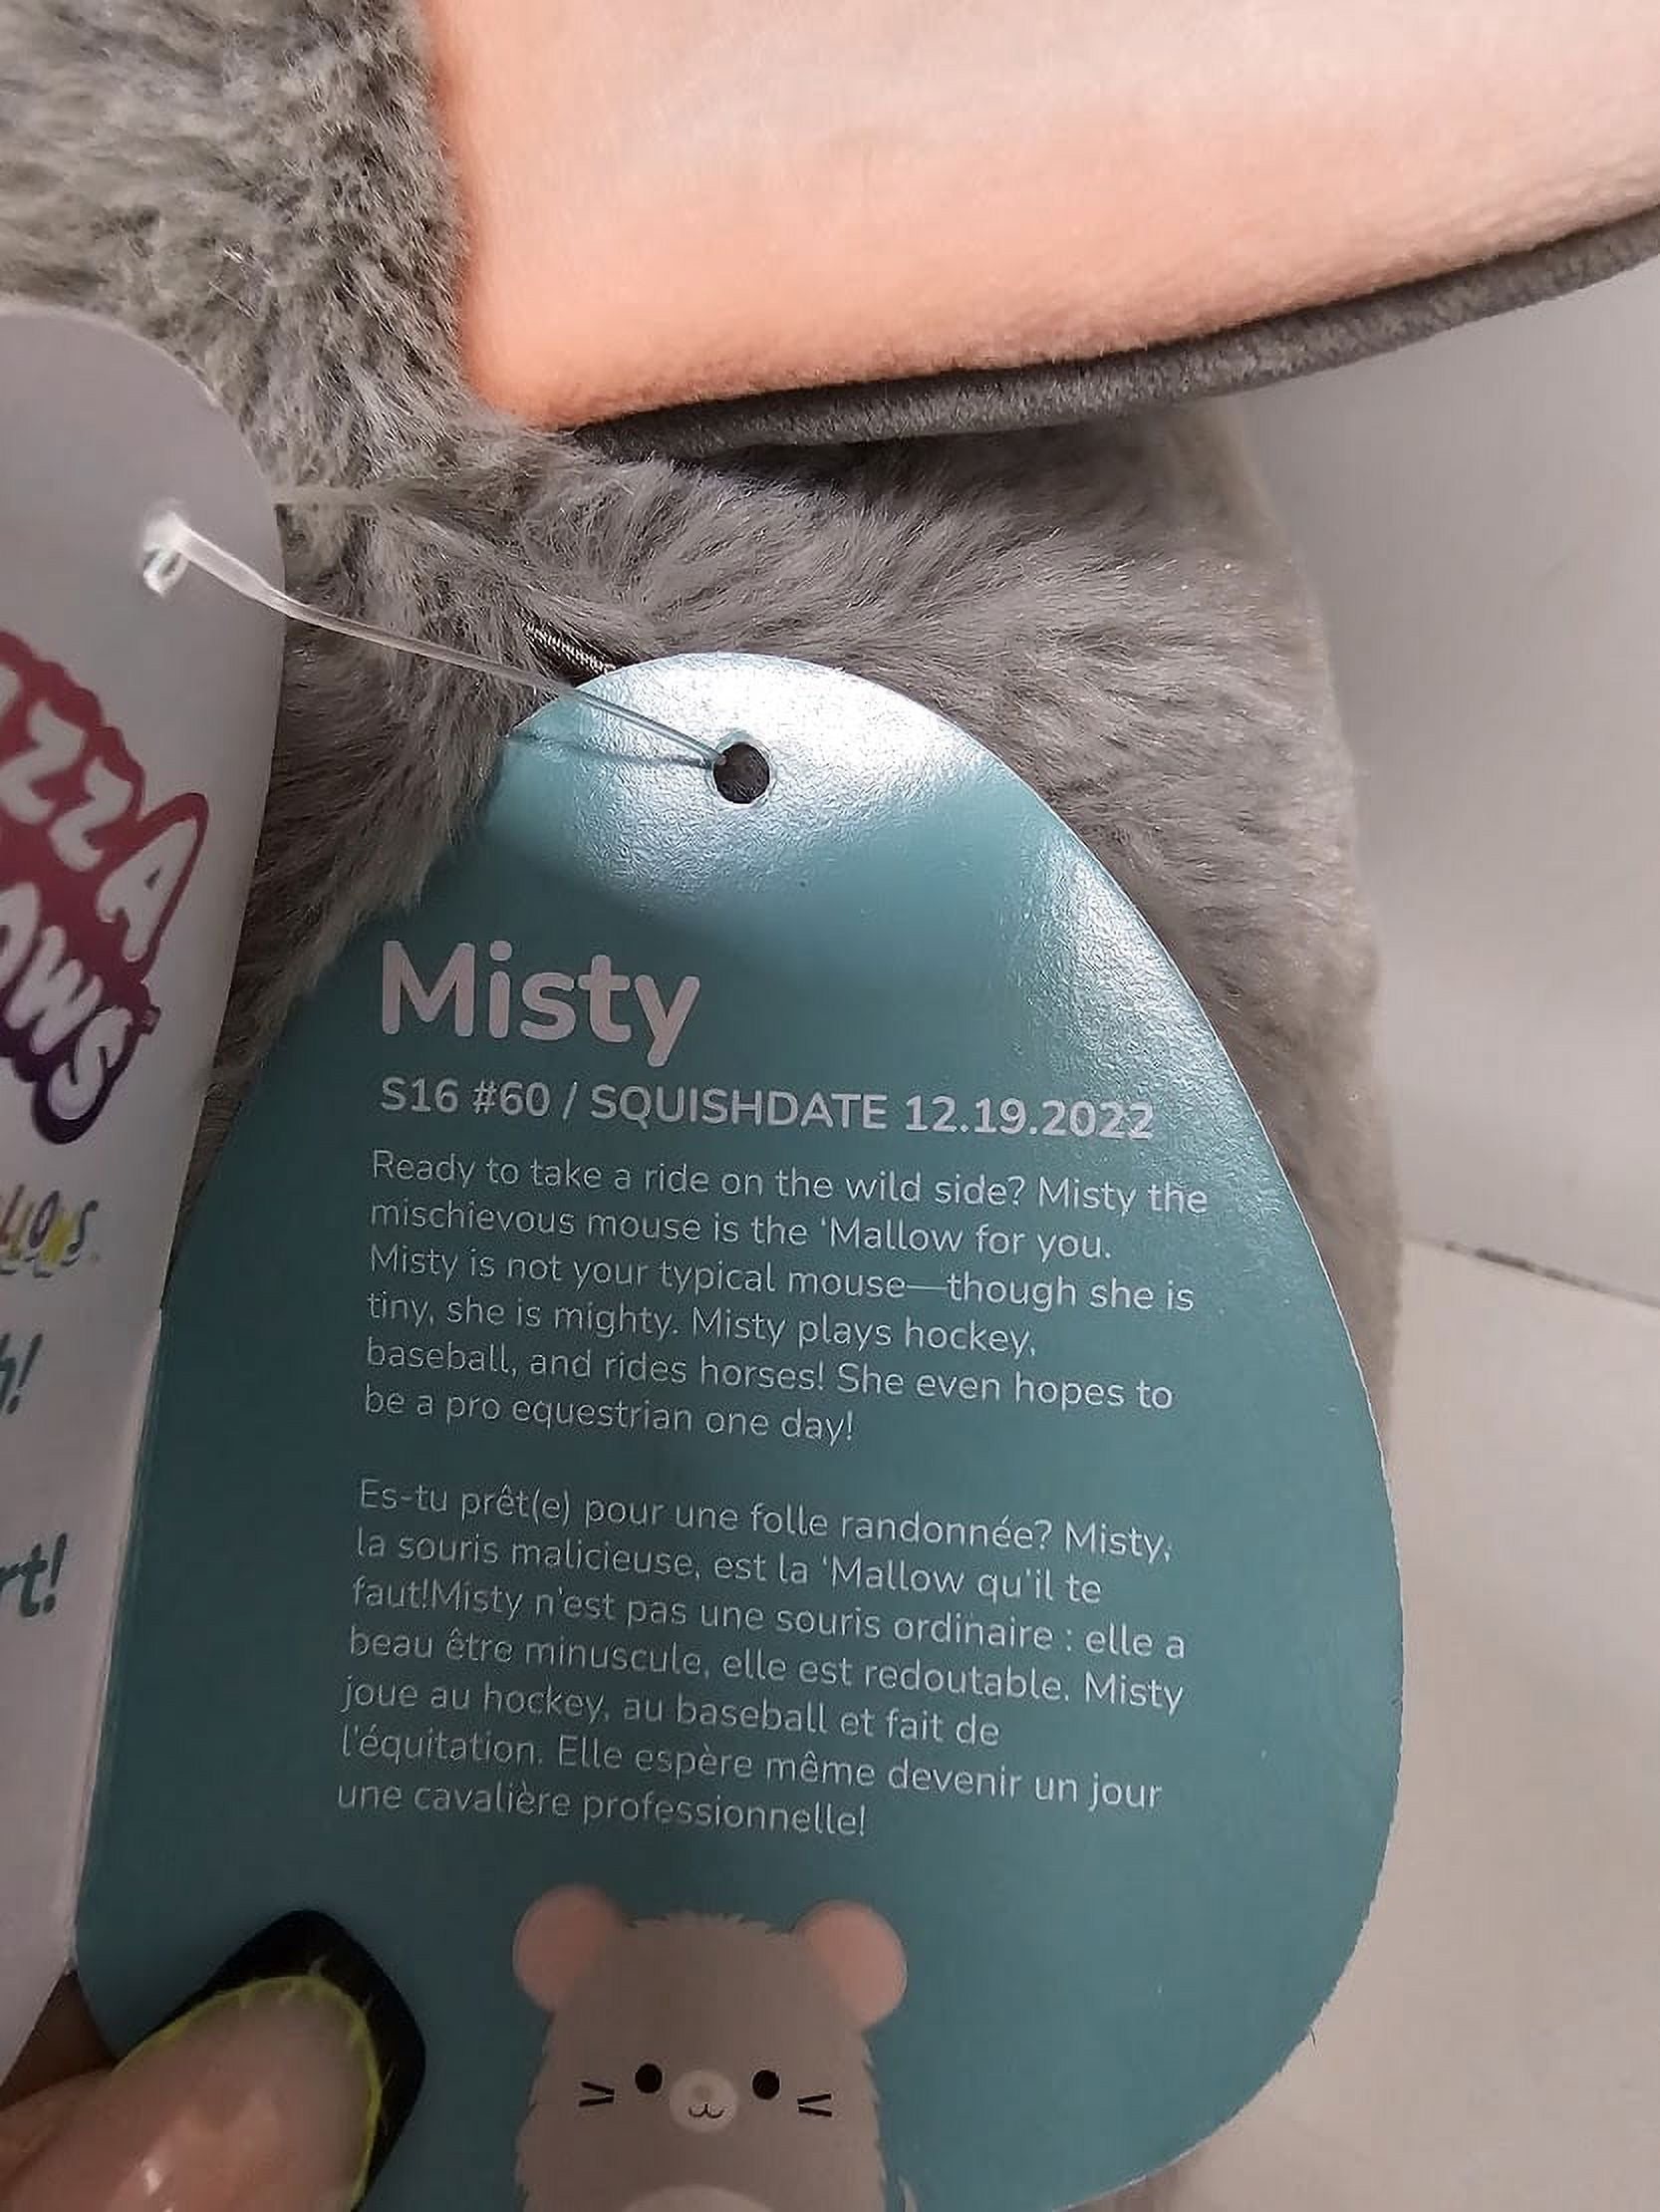 Misty
S16 #60 / SQUISHDATE 12.19.2022
Ready to take a ride on the wild side? Misty the
mischievous mouse is the ‘Mallow for you.
Misty is not your typical mouse—though she is
tiny, she is mighty. Misty plays hockey,
baseball, and rides horses! She even hopes to
be a pro equestrian one day!
Es-tu prêt(e) pour une folle randonnée? Misty,
la souris malicieuse, est la ‘Mallow qu'il te
faut!Misty n'est pas une souris ordinaire : elle a
beau être minuscule, elle est redoutable. Misty
joue au hockey, au baseball et fait de
l'équitation. Elle espère même devenir un jour
une cavalière professionnelle!